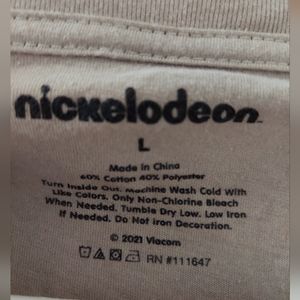 nickelodeon
L
Made in China
60% Cotton 40% Polyester
Turn Inside Out. Machine Wash Cold With
Like Colors. Only Non-Chlorine Bleach
When Needed. Tumble Dry Low. Low Iron
If Needed. Do Not Iron Decoration.
© 2021 Viacom
RN #111647